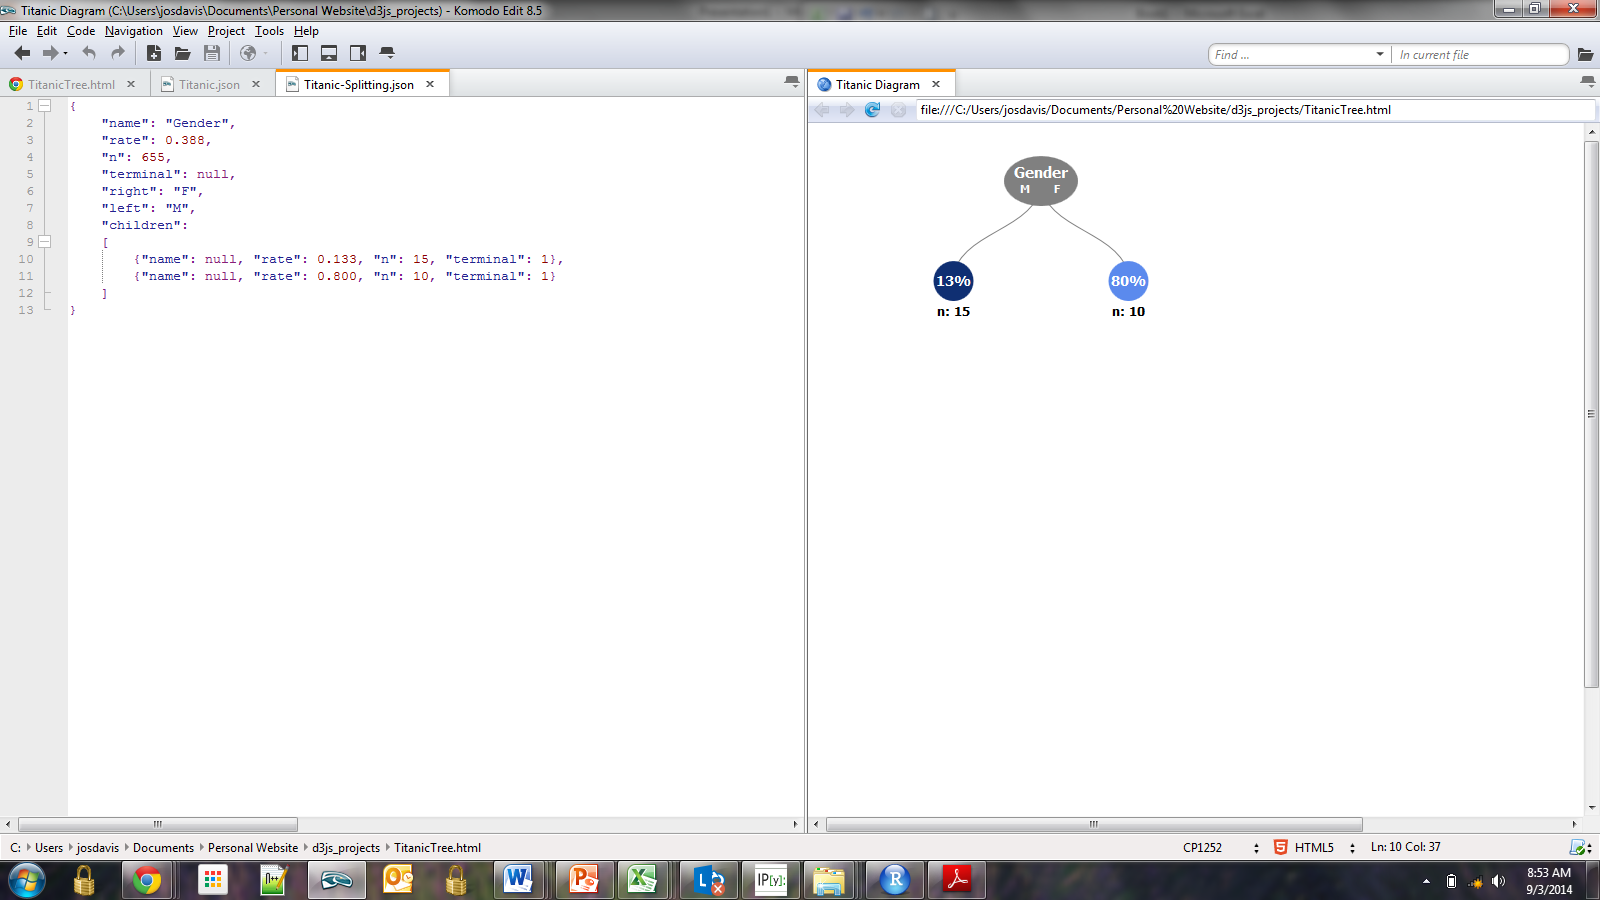 Titanic Diagram (C:\Users\josdavis\Documents\Personal Website\d3js_projects) - Komodo Edit 8.5
File Edit Code Navigation View Project Tools Help
Find ...
In current file
TitanicTree.html
Titanic.json
Titanic-Splitting.json
1 {
2 "name": "Gender",
3 "rate": 0.388,
4 "n": 655,
5 "terminal": null,
6 "right": "F",
7 "left": "M",
8 "children":
9 [
10 {"name": null, "rate": 0.133, "n": 15, "terminal": 1},
11 {"name": null, "rate": 0.800, "n": 10, "terminal": 1}
12 ]
13 }
Titanic Diagram
file:///C:/Users/josdavis/Documents/Personal%20Website/d3js_projects/TitanicTree.html
Gender
M F
13% 80%
n: 15 n: 10
C: Users josdavis Documents Personal Website d3js_projects TitanicTree.html
CP1252 HTML5 Ln: 10 Col: 37
IP[y]:
8:53 AM
9/3/2014